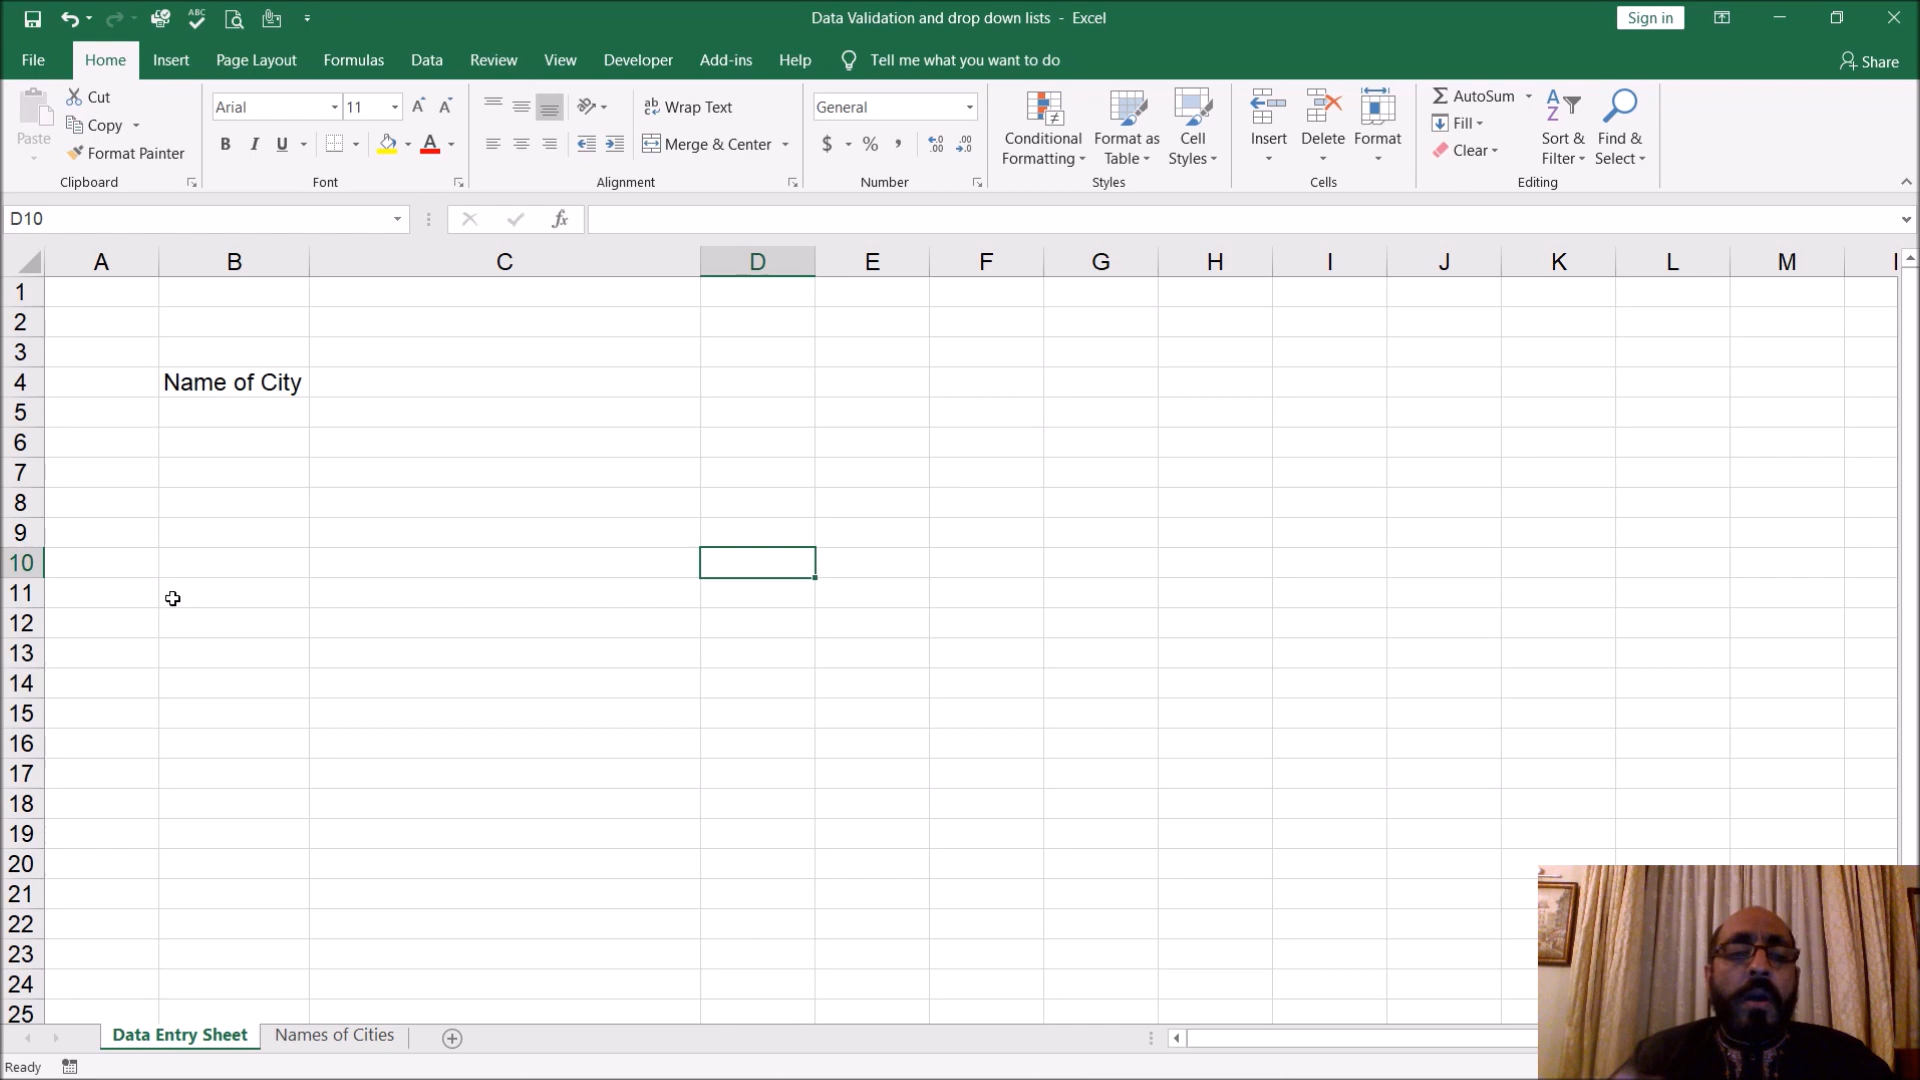 Data Validation and drop down lists - Excel
Sign in
File Home Insert Page Layout Formulas Data Review View Developer Add-ins Help Tell me what you want to do
Share
Paste
Cut
Copy
Format Painter
Clipboard
Arial 11
B I U
Font
Wrap Text
Merge & Center
Alignment
General
$ % ,
Number
Conditional Formatting
Format as Table
Cell Styles
Styles
Insert
Delete
Format
Cells
AutoSum
Fill
Clear
Sort & Filter
Find & Select
Editing
D10
fx
A B C D E F G H I J K L M
1
2
3
4 Name of City
5
6
7
8
9
10
11
12
13
14
15
16
17
18
19
20
21
22
23
24
25
Data Entry Sheet Names of Cities
Ready